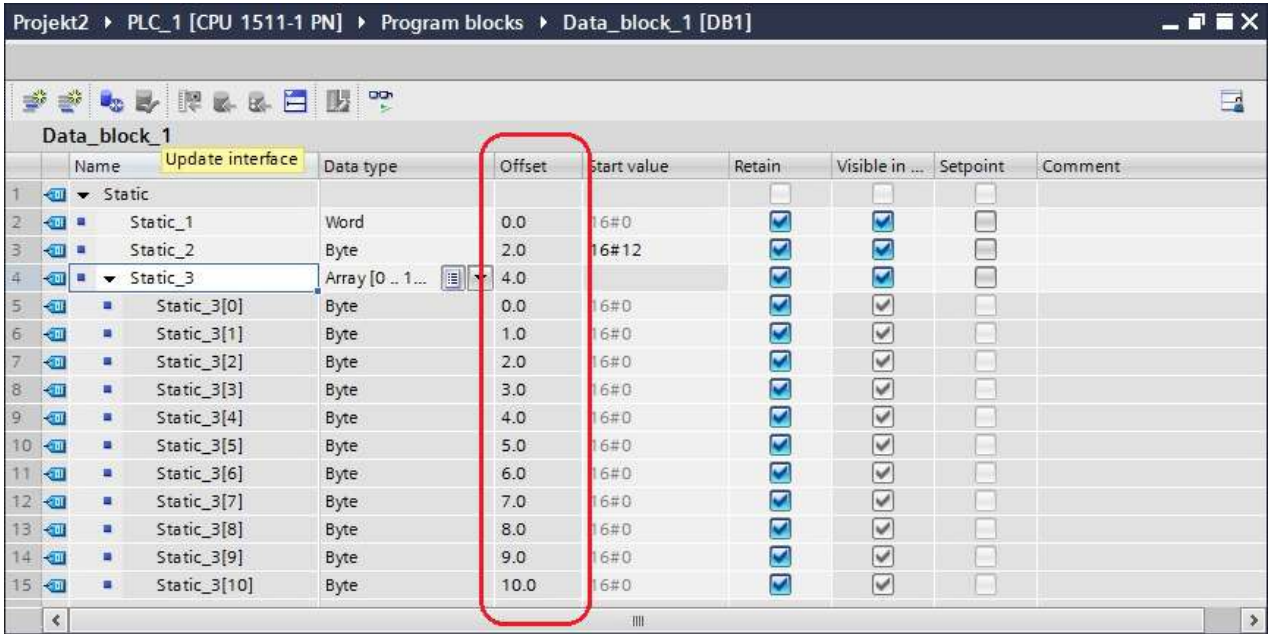 Projekt2 PLC_1 [CPU 1511-1 PN] Program blocks Data_block_1 [DB1]
Data_block_1
Update interface
Name Data type Offset Start value Retain Visible in ... Setpoint Comment
1 Static
2 Static_1 Word 0.0 16#0
3 Static_2 Byte 2.0 16#12
4 Static_3 Array [0 .. 1... 4.0
5 Static_3[0] Byte 0.0 16#0
6 Static_3[1] Byte 1.0 16#0
7 Static_3[2] Byte 2.0 16#0
8 Static_3[3] Byte 3.0 16#0
9 Static_3[4] Byte 4.0 16#0
10 Static_3[5] Byte 5.0 16#0
11 Static_3[6] Byte 6.0 16#0
12 Static_3[7] Byte 7.0 16#0
13 Static_3[8] Byte 8.0 16#0
14 Static_3[9] Byte 9.0 16#0
15 Static_3[10] Byte 10.0 16#0